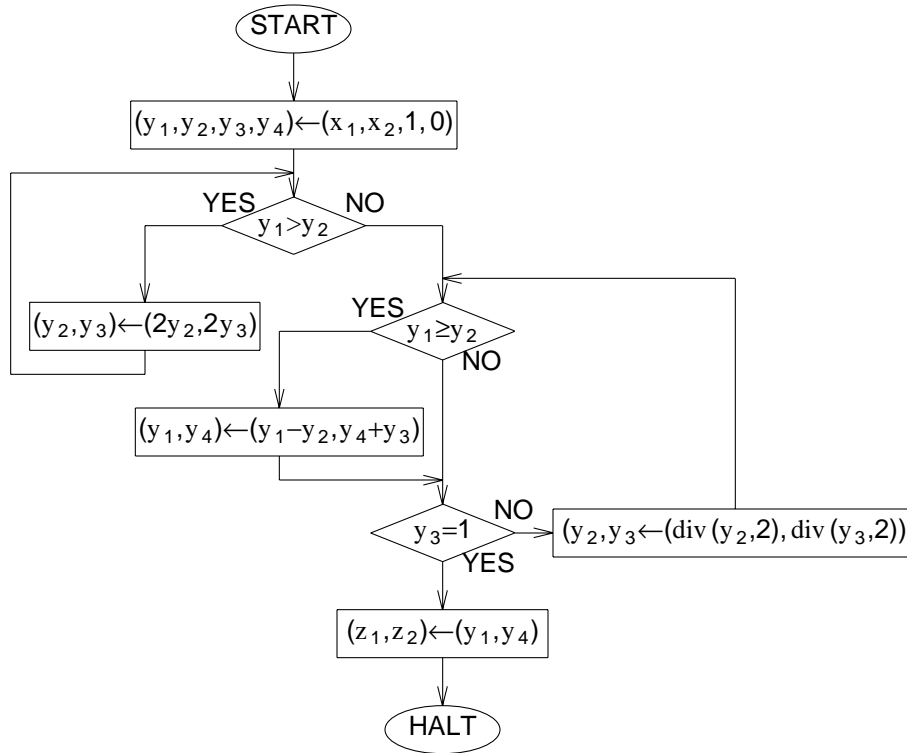 START
(y₁,y₂,y₃,y₄)←(x₁,x₂,1,0)
YES NO
y₁>y₂
(y₂,y₃)←(2y₂,2y₃)
YES
y₁≥y₂
NO
(y₁,y₄)←(y₁−y₂,y₄+y₃)
NO
y₃=1
(y₂,y₃←(div(y₂,2),div(y₃,2))
YES
(z₁,z₂)←(y₁,y₄)
HALT